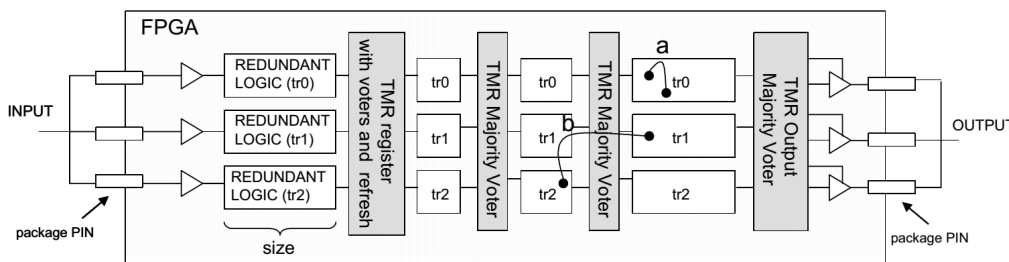 FPGA
INPUT
package PIN
REDUNDANT
LOGIC (tr0)
REDUNDANT
LOGIC (tr1)
REDUNDANT
LOGIC (tr2)
size
TMR register
with voters and refresh
tr0
tr1
tr2
TMR Majority Voter
tr0
tr1
tr2
TMR Majority Voter
a
b
tr0
tr1
tr2
TMR Output
Majority Voter
OUTPUT
package PIN